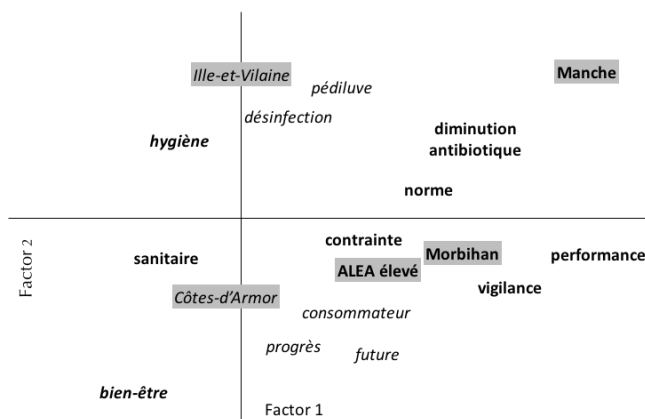 Ille-et-Vilaine
Manche
pédiluve
désinfection
diminution
antibiotique
hygiène
norme
contrainte
Morbihan
performance
sanitaire
ALEA élevé
vigilance
Côtes-d’Armor
consommateur
progrès
future
bien-être
Factor 1
Factor 2